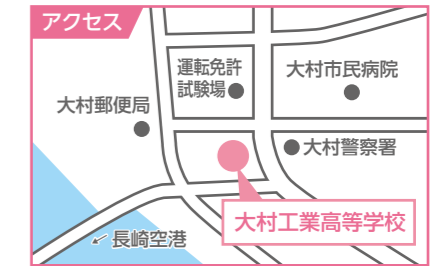 アクセス
運転免許
試験場
大村市民病院
大村郵便局
大村警察署
大村工業高等学校
長崎空港